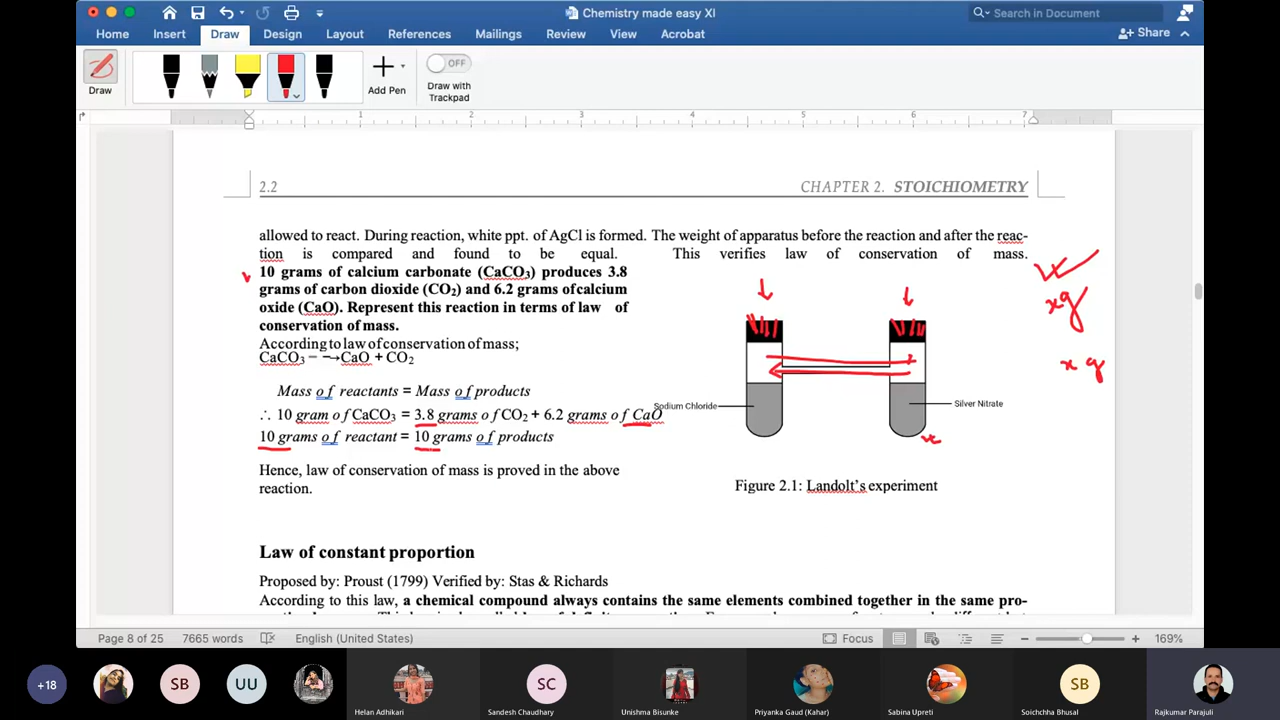 Chemistry made easy XI
Search in Document
Home Insert Draw Design Layout References Mailings Review View Comments Acrobat
Share
Draw
Add Pen
OFF
Draw with
Trackpad
1 2 3 4 5 6 7
2.2 CHAPTER 2. STOICHIOMETRY
allowed to react. During reaction, white ppt. of AgCl is formed. The weight of apparatus before the reaction and after the reac-
tion is compared and found to be equal. This verifies law of conservation of mass.
10 grams of calcium carbonate (CaCO₃) produces 3.8
grams of carbon dioxide (CO₂) and 6.2 grams ofcalcium
oxide (CaO). Represent this reaction in terms of law of
conservation of mass.
According to law of conservation of mass;
CaCO₃− −→CaO + CO₂
Mass o f reactants = Mass o f products
∴ 10 gram o f CaCO₃ = 3.8 grams o f CO₂ + 6.2 grams o f CaO
10 grams o f reactant = 10 grams o f products
Hence, law of conservation of mass is proved in the above
reaction.
xg
xg
Sodium Chloride
Silver Nitrate
Figure 2.1: Landolt's experiment
Law of constant proportion
Proposed by: Proust (1799) Verified by: Stas & Richards
According to this law, a chemical compound always contains the same elements combined together in the same pro-
Page 8 of 25 7665 words English (United States) Focus 169%
+18 SB UU SC SB
Helan Adhikari Sandesh Chaudhary Unishma Bisunke Priyanka Gaud (Kahar) Sabina Upreti Soichchha Bhusal Rajkumar Parajuli